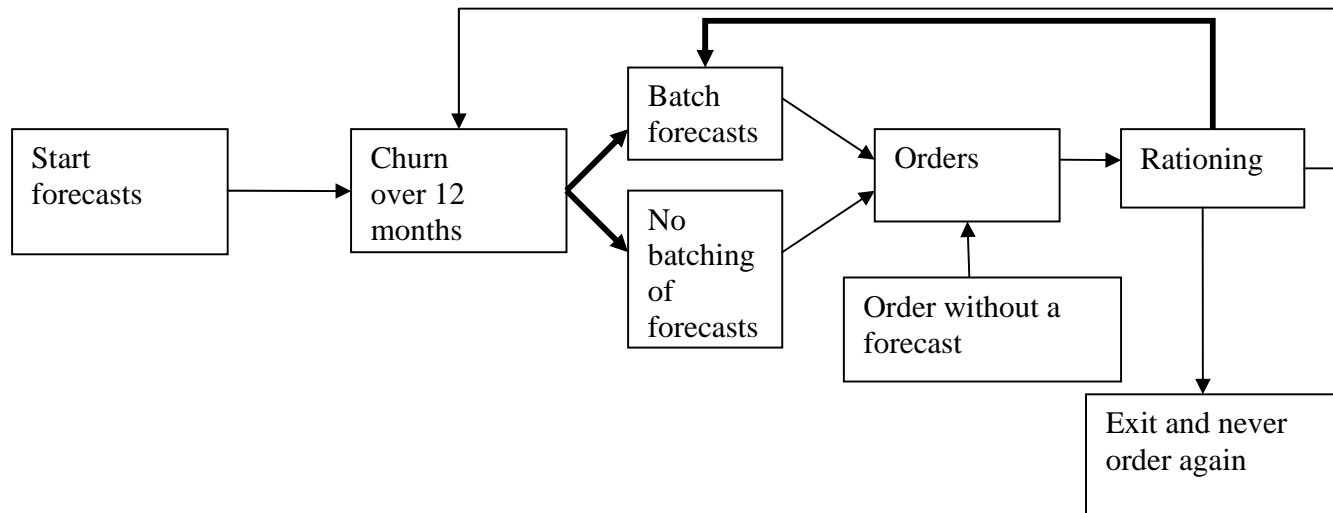 Start
forecasts
Churn
over 12
months
Batch
forecasts
No
batching
of
forecasts
Orders
Order without a
forecast
Rationing
Exit and never
order again